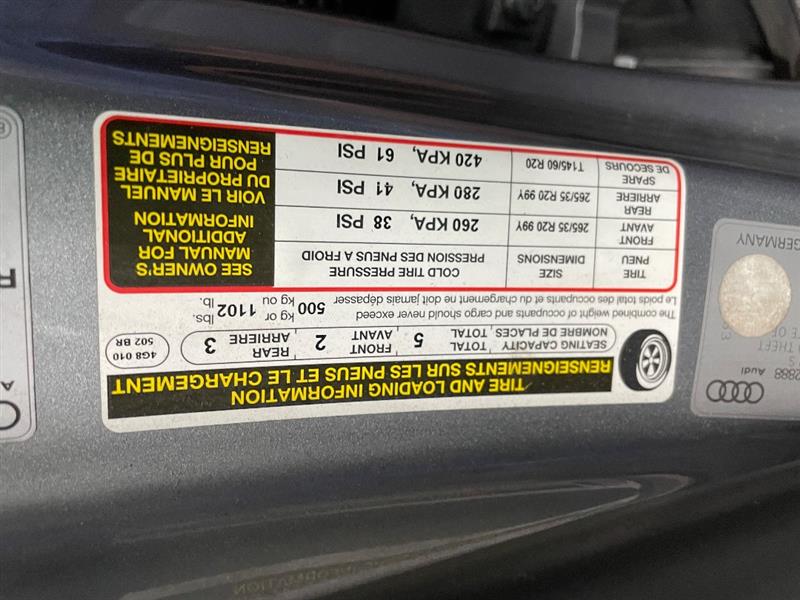 TIRE AND LOADING INFORMATION
RENSEIGNEMENTS SUR LES PNEUS ET LE CHARGEMENT
SEATING CAPACITY TOTAL 5 FRONT 2 REAR 3
NOMBRE DE PLACES TOTAL AVANT ARRIÈRE
4G8 010
502 BR
The combined weight of occupants and cargo should never exceed 500 kg or 1102 lbs.
Le poids total des occupants et du chargement ne doit jamais dépasser kg ou lb.
TIRE SIZE COLD TIRE PRESSURE
PNEU DIMENSIONS PRESSION DES PNEUS A FROID
FRONT
AVANT 265/35 R20 99Y 260 KPA, 38 PSI
REAR
ARRIÈRE 265/35 R20 99Y 280 KPA, 41 PSI
SPARE
DE SECOURS T145/60 R20 420 KPA, 61 PSI
SEE OWNER'S
MANUAL FOR
ADDITIONAL
INFORMATION
VOIR LE MANUEL
DU PROPRIÉTAIRE
POUR PLUS DE
RENSEIGNEMENTS
2888 Audi
THEFT
GERMANY